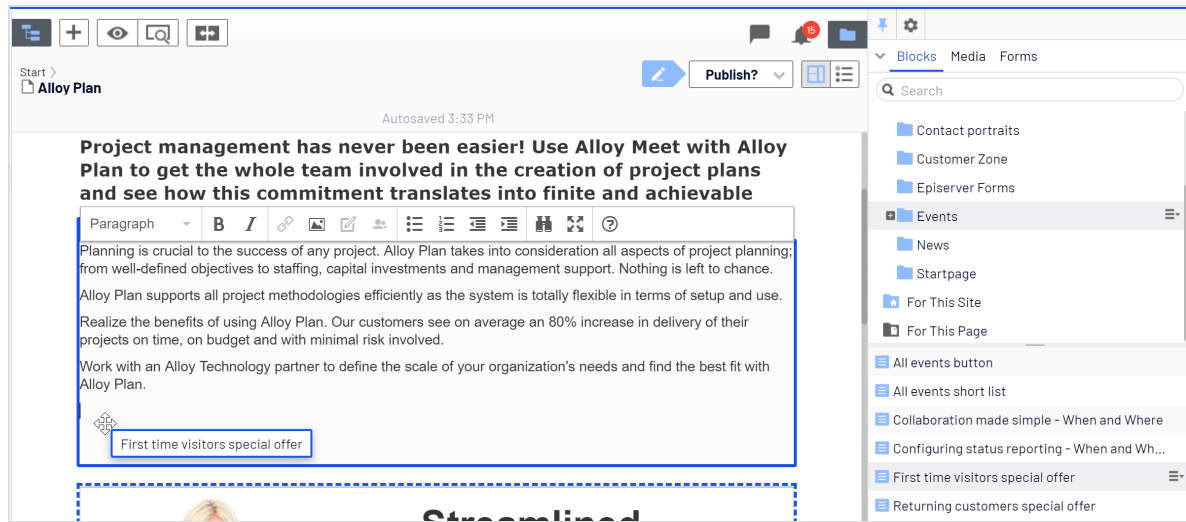 15
Start
Alloy Plan
Publish?
Autosaved 3:33 PM
Project management has never been easier! Use Alloy Meet with Alloy
Plan to get the whole team involved in the creation of project plans
and see how this commitment translates into finite and achievable
Paragraph
B I
Planning is crucial to the success of any project. Alloy Plan takes into consideration all aspects of project planning;
from well-defined objectives to staffing, capital investments and management support. Nothing is left to chance.
Alloy Plan supports all project methodologies efficiently as the system is totally flexible in terms of setup and use.
Realize the benefits of using Alloy Plan. Our customers see on average an 80% increase in delivery of their
projects on time, on budget and with minimal risk involved.
Work with an Alloy Technology partner to define the scale of your organization's needs and find the best fit with
Alloy Plan.
First time visitors special offer
Streamlined
Blocks Media Forms
Search
Contact portraits
Customer Zone
Episerver Forms
Events
News
Startpage
For This Site
For This Page
All events button
All events short list
Collaboration made simple - When and Where
Configuring status reporting - When and Wh...
First time visitors special offer
Returning customers special offer